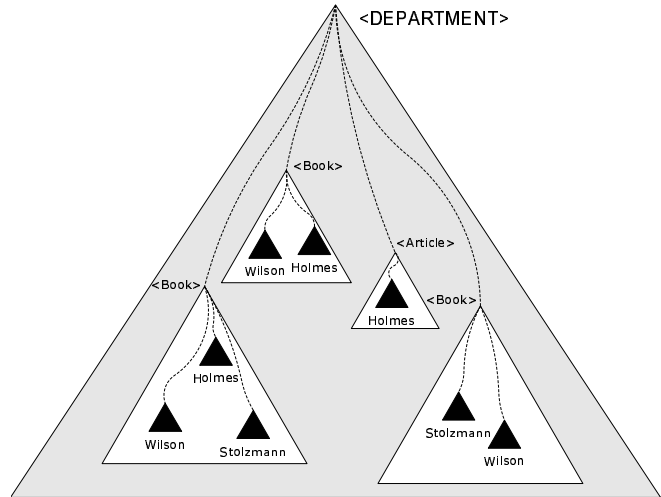 <DEPARTMENT>
<Book>
Wilson
Holmes
<Article>
Holmes
<Book>
Holmes
Wilson
Stolzmann
<Book>
Stolzmann
Wilson